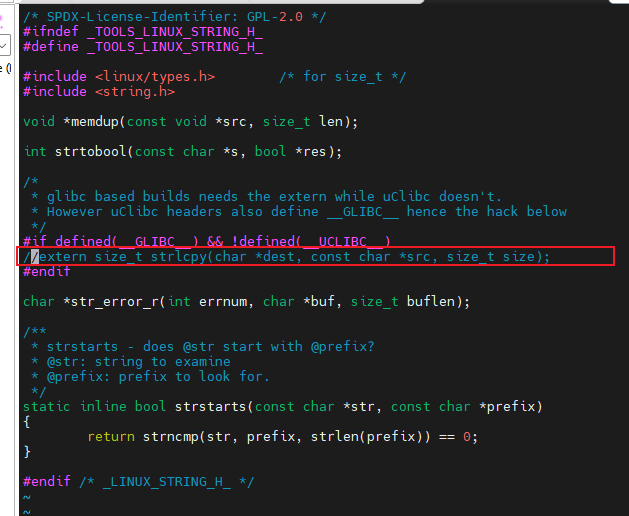 /* SPDX-License-Identifier: GPL-2.0 */
#ifndef _TOOLS_LINUX_STRING_H_
#define _TOOLS_LINUX_STRING_H_
#include <linux/types.h>        /* for size_t */
#include <string.h>
void *memdup(const void *src, size_t len);
int strtobool(const char *s, bool *res);
/*
 * glibc based builds needs the extern while uClibc doesn't.
 * However uClibc headers also define __GLIBC__ hence the hack below
 */
#if defined(__GLIBC__) && !defined(__UCLIBC__)
//extern size_t strlcpy(char *dest, const char *src, size_t size);
#endif
char *str_error_r(int errnum, char *buf, size_t buflen);
/**
 * strstarts - does @str start with @prefix?
 * @str: string to examine
 * @prefix: prefix to look for.
 */
static inline bool strstarts(const char *str, const char *prefix)
{
        return strncmp(str, prefix, strlen(prefix)) == 0;
}
#endif /* _LINUX_STRING_H_ */
~
~